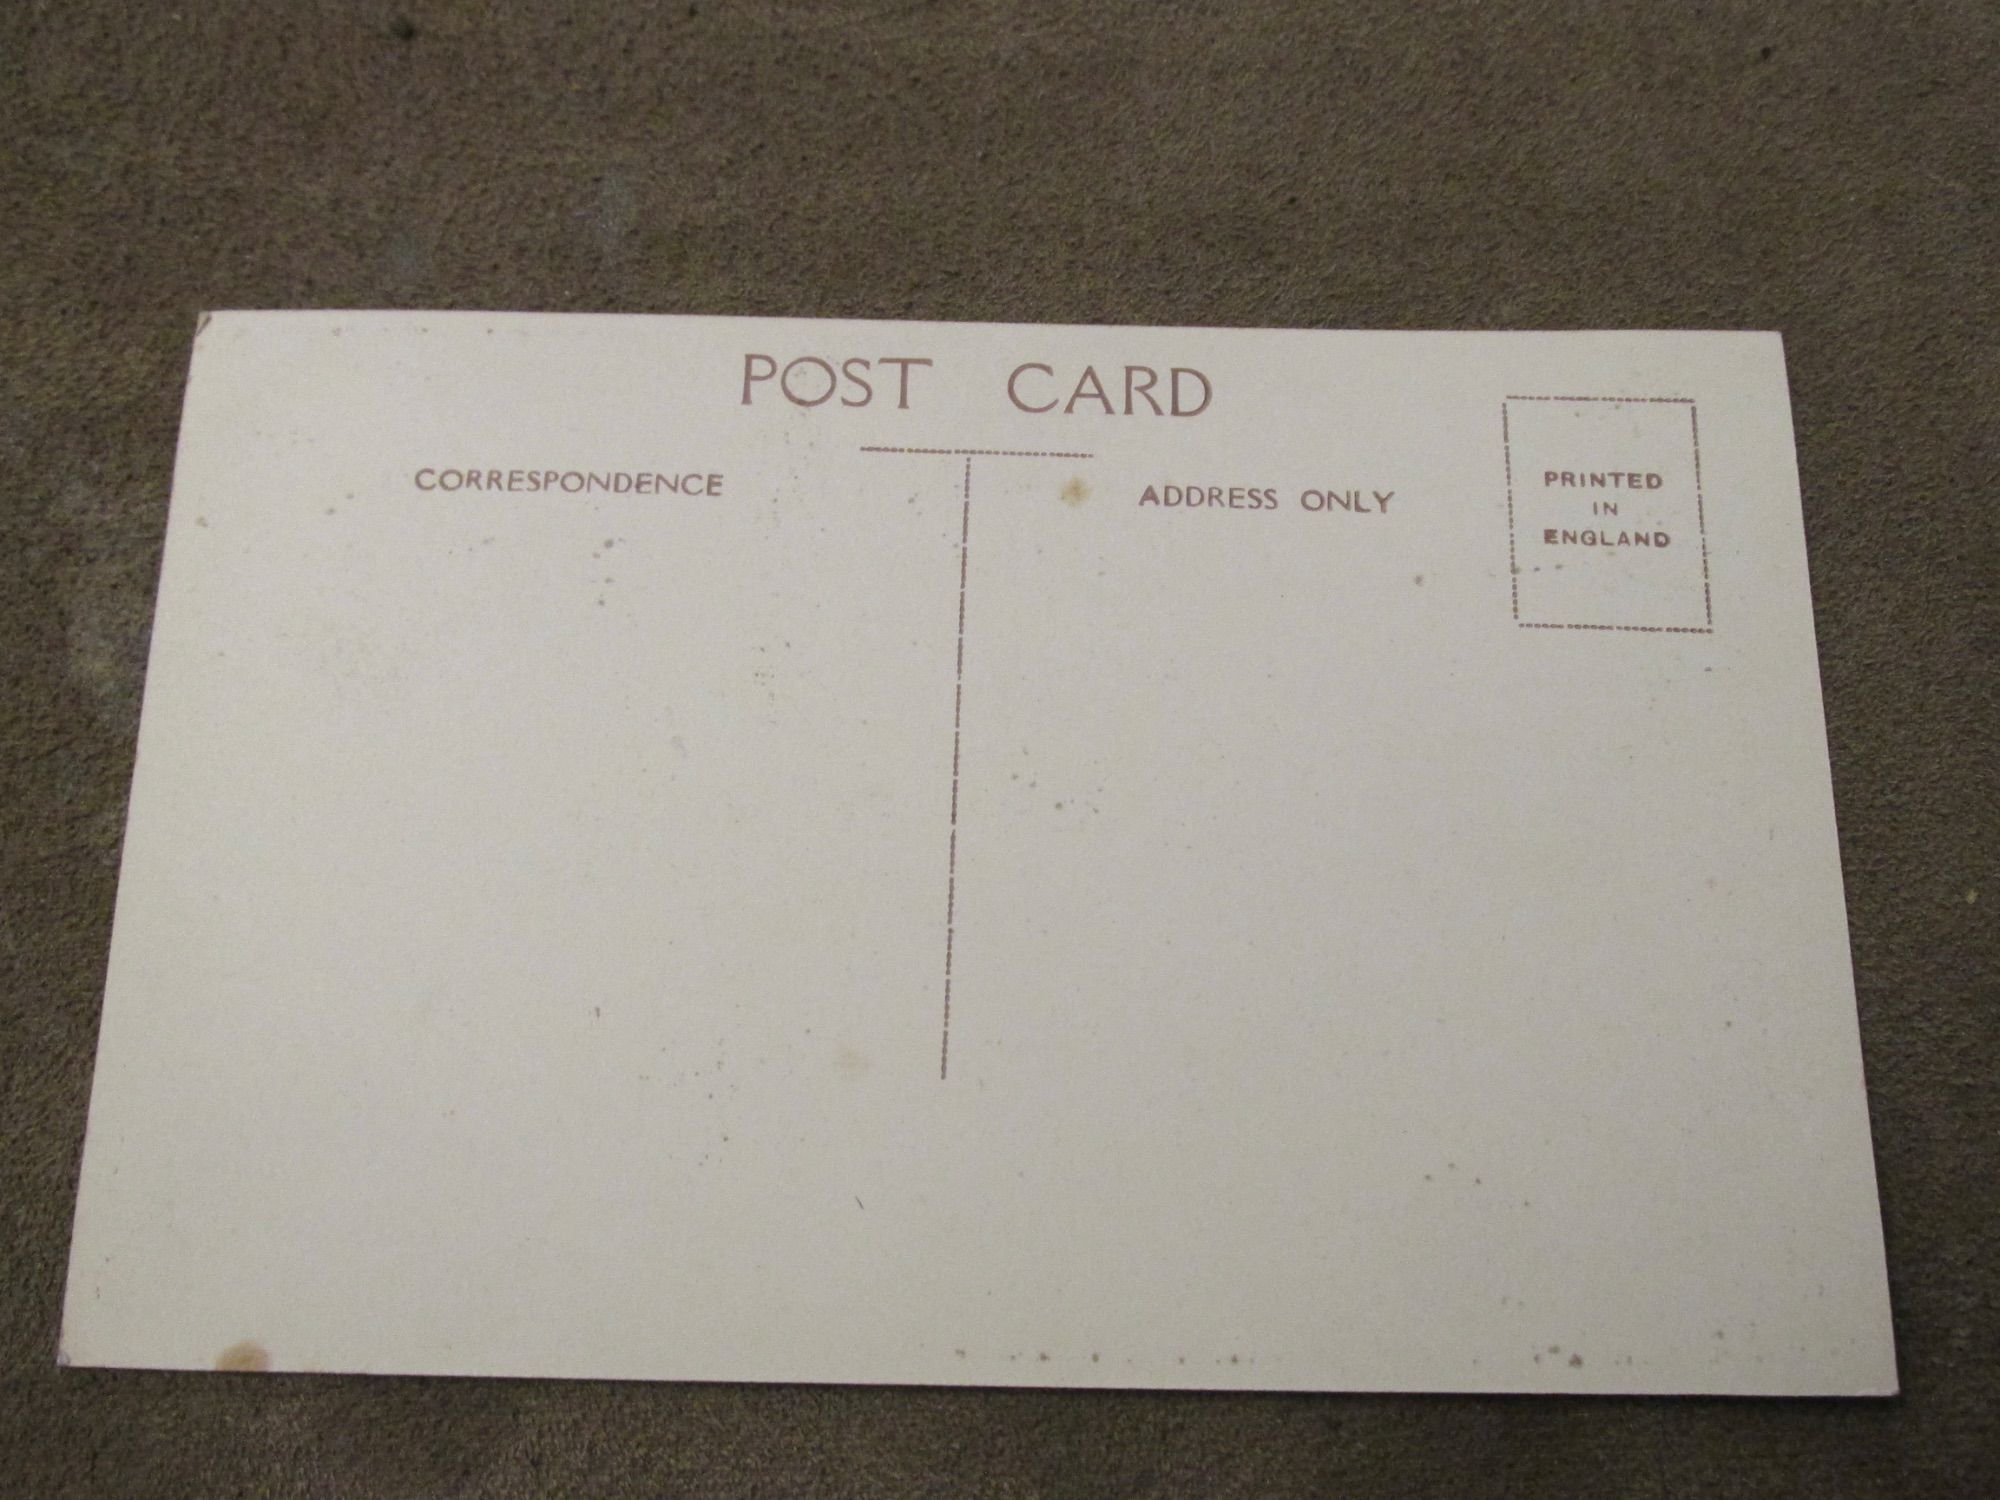 POST CARD
CORRESPONDENCE
ADDRESS ONLY
PRINTED
IN
ENGLAND